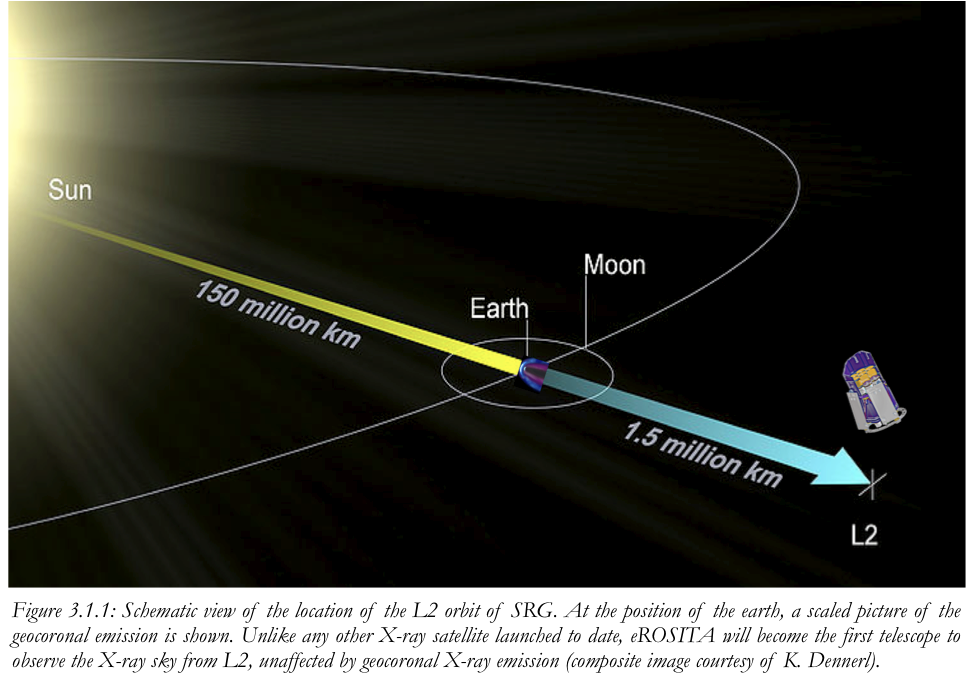 Sun
150 million km
Earth
Moon
1.5 million km
L2
Figure 3.1.1: Schematic view of the location of the L2 orbit of SRG. At the position of the earth, a scaled picture of the
geocoronal emission is shown. Unlike any other X-ray satellite launched to date, eROSITA will become the first telescope to
observe the X-ray sky from L2, unaffected by geocoronal X-ray emission (composite image courtesy of K. Dennerl).